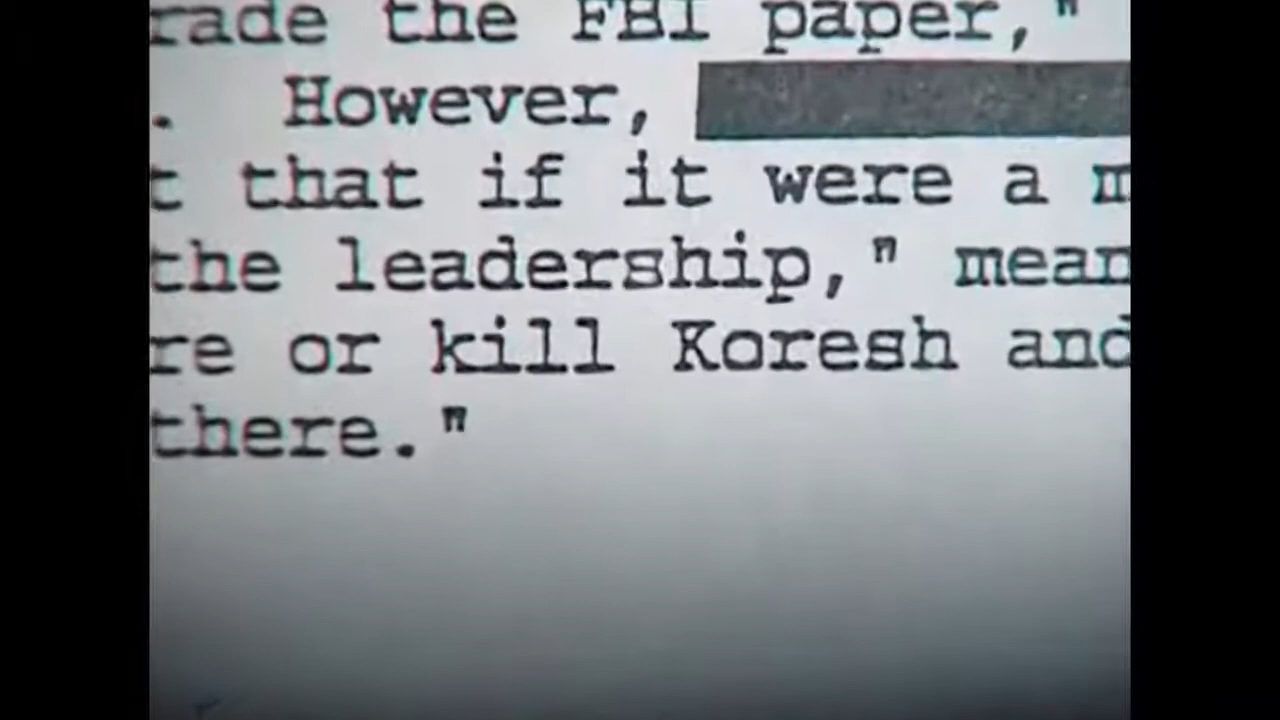 rade the FBI paper,"
. However,
t that if it were a m
the leadership," mean
re or kill Koresh and
there."